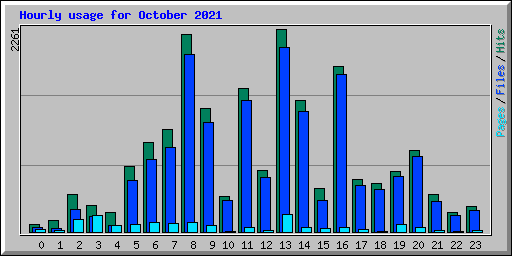 Hourly usage for October 2021
2261
Pages / Files / Hits
0 1 2 3 4 5 6 7 8 9 10 11 12 13 14 15 16 17 18 19 20 21 22 23